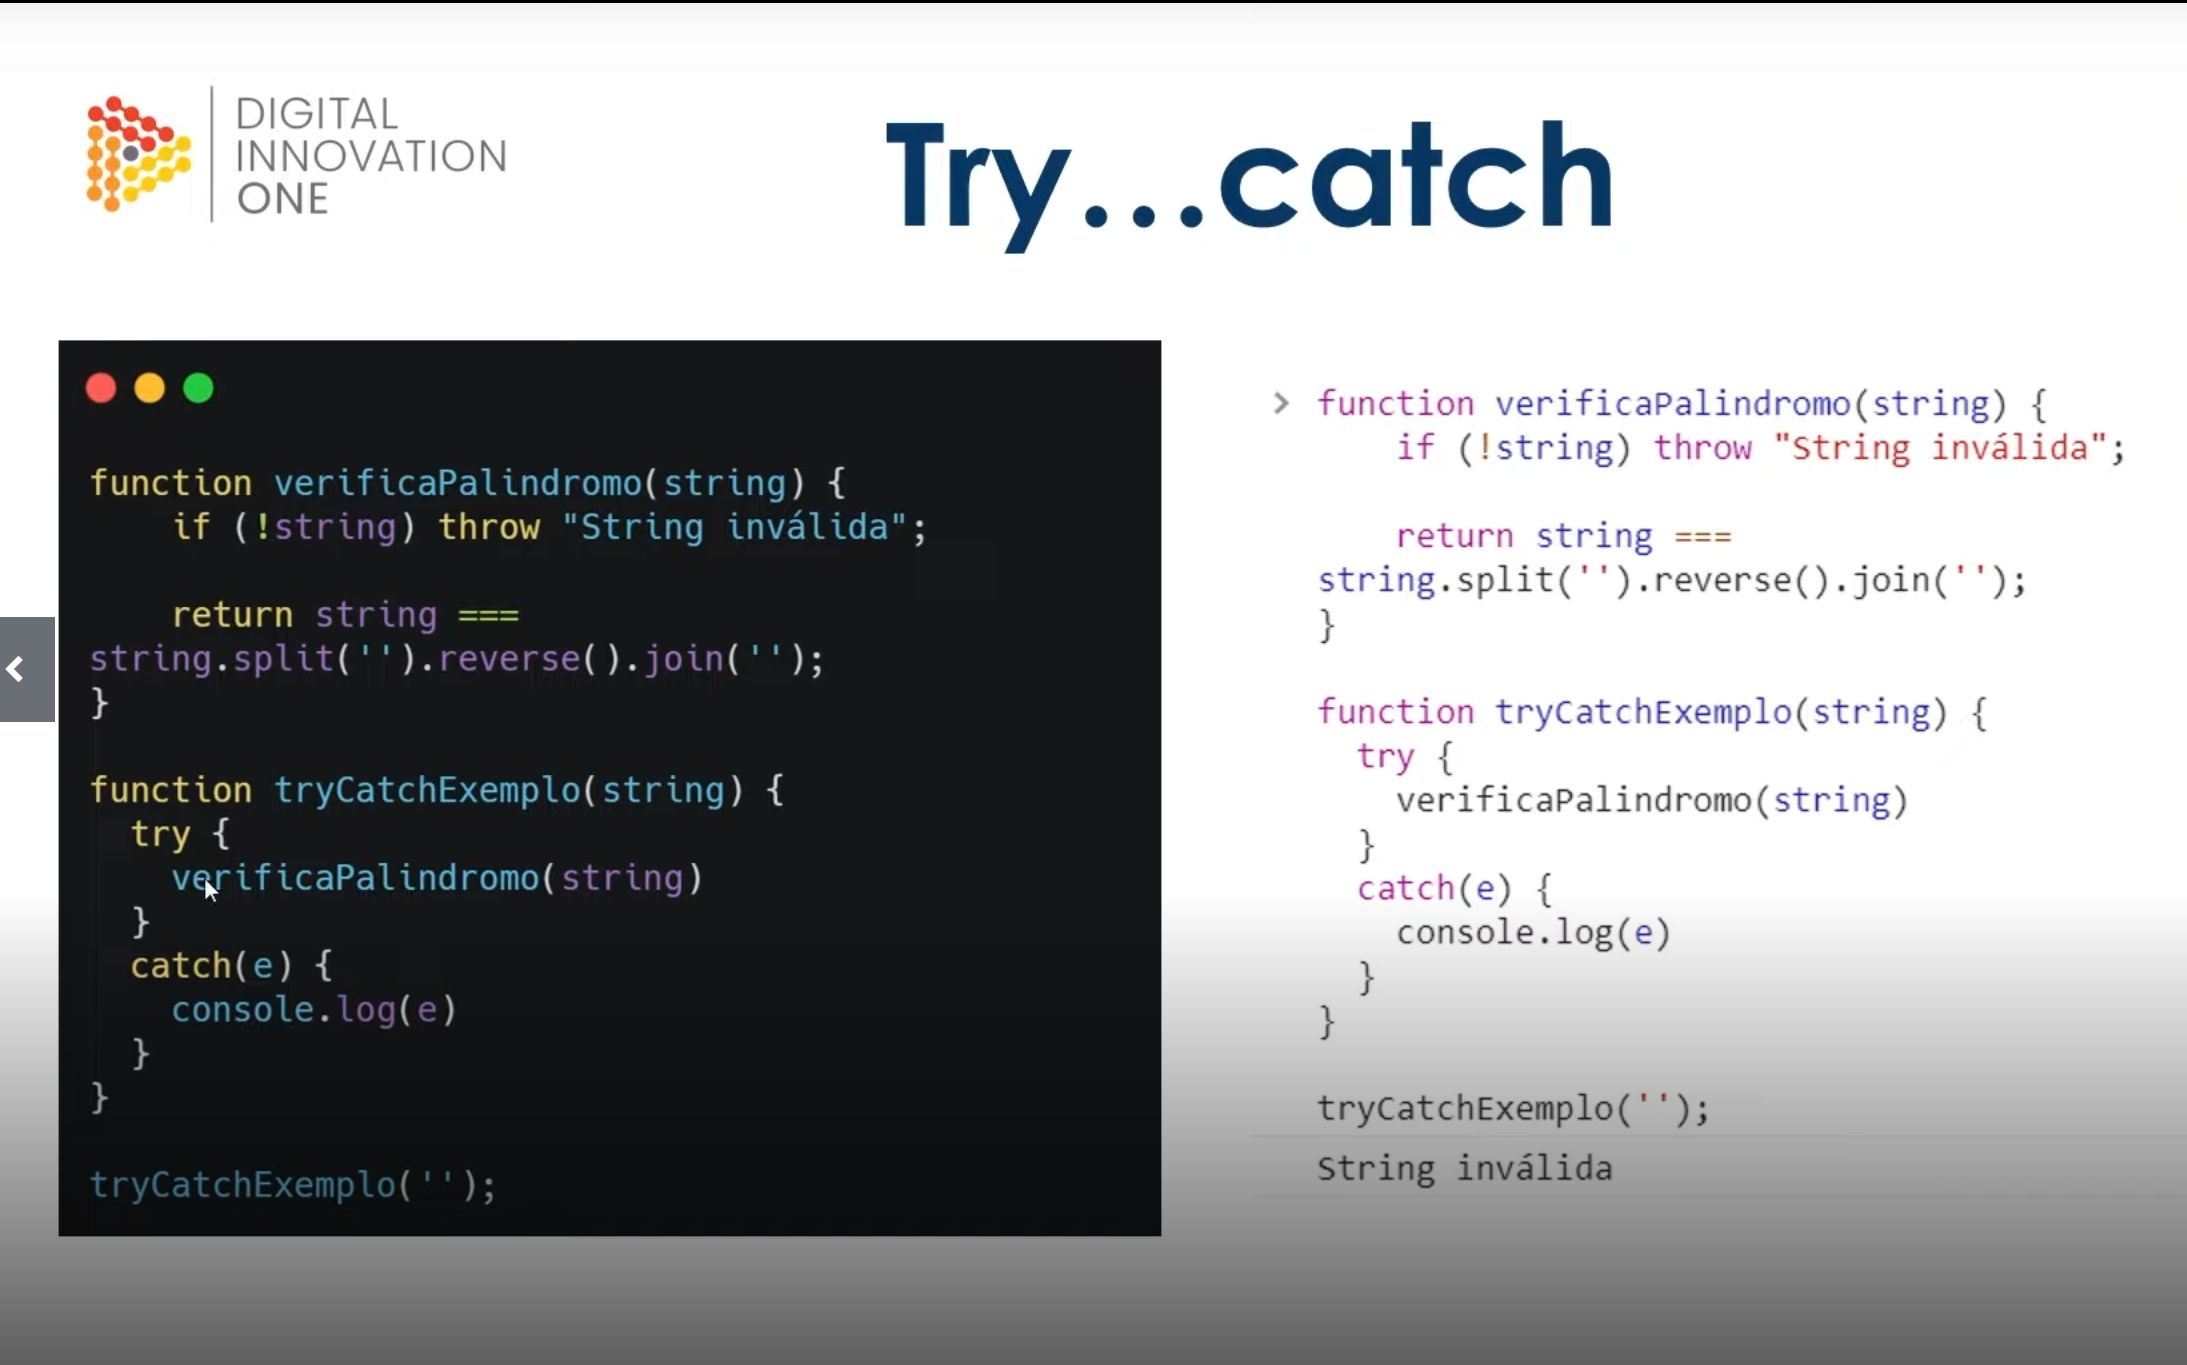 DIGITAL
INNOVATION
ONE
Try...catch
function verificaPalindromo(string) {
    if (!string) throw "String inválida";

    return string ===
string.split('').reverse().join('');
}

function tryCatchExemplo(string) {
  try {
    verificaPalindromo(string)
  }
  catch(e) {
    console.log(e)
  }
}

tryCatchExemplo('');
> function verificaPalindromo(string) {
    if (!string) throw "String inválida";

    return string ===
string.split('').reverse().join('');
}

function tryCatchExemplo(string) {
  try {
    verificaPalindromo(string)
  }
  catch(e) {
    console.log(e)
  }
}

tryCatchExemplo('');
String inválida